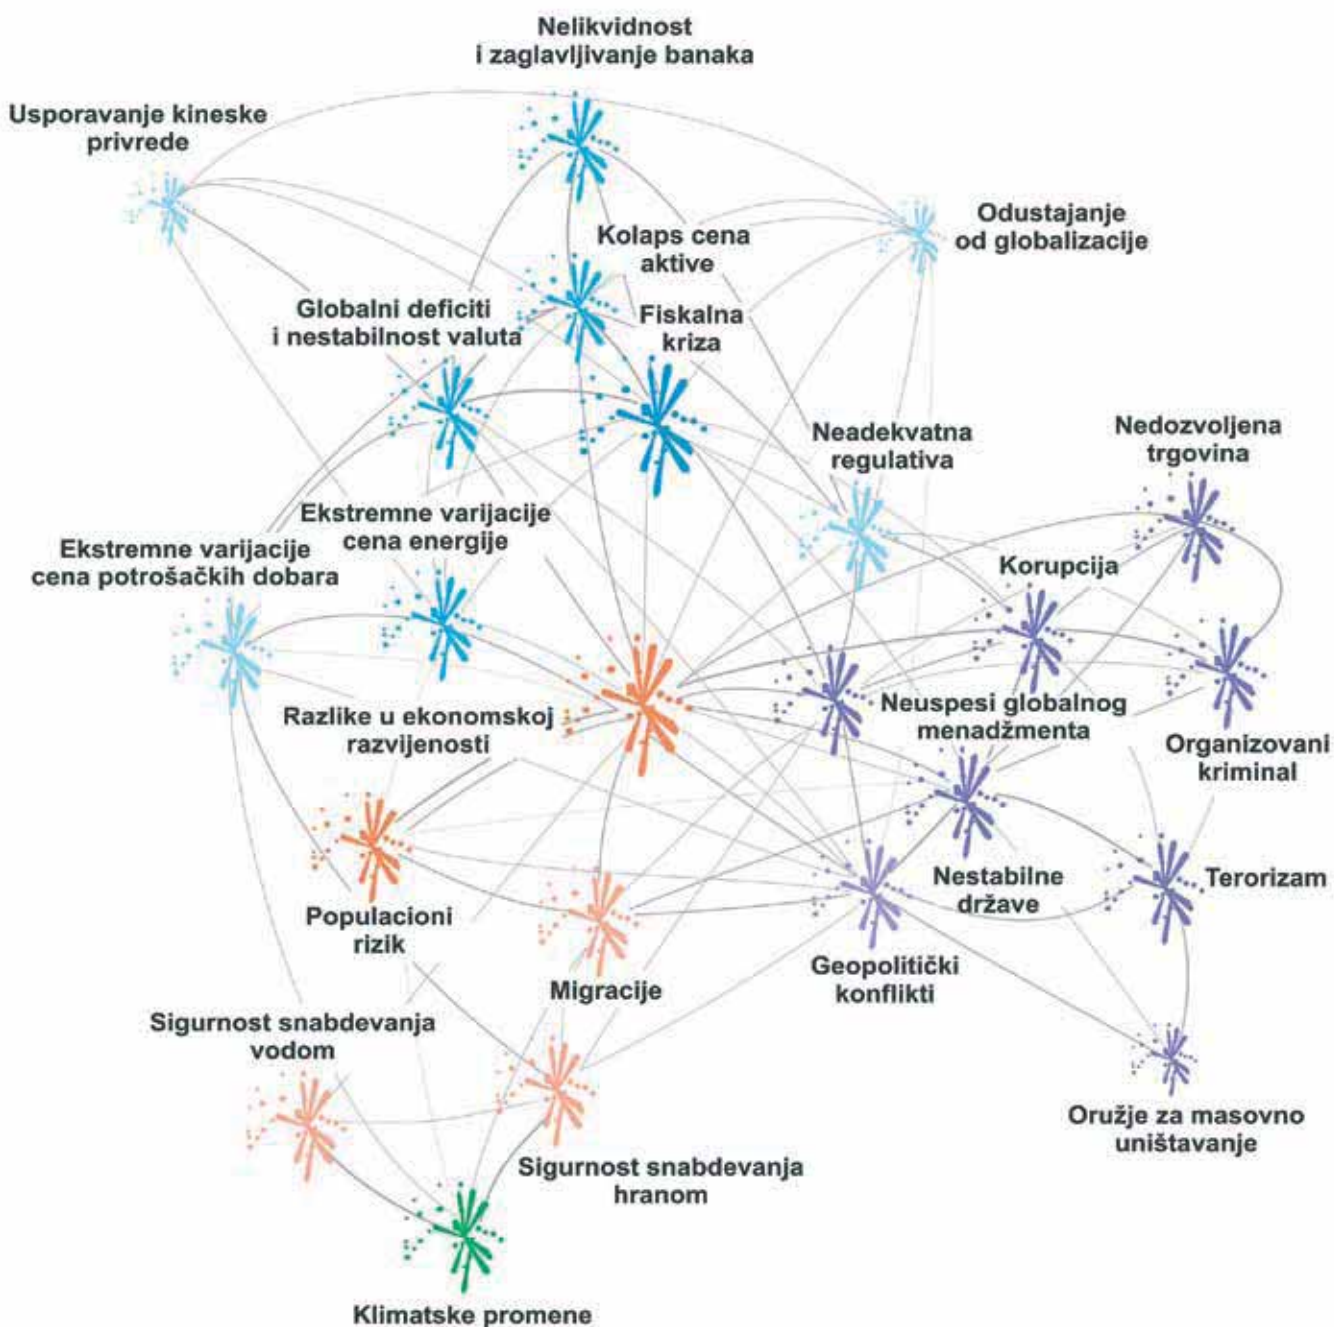 Nelikvidnost
i zaglavljivanje banaka
Usporavanje kineske
privrede
Odustajanje
od globalizacije
Kolaps cena
aktive
Globalni deficiti
i nestabilnost valuta
Fiskalna
kriza
Neadekvatna
regulativa
Nedozvoljena
trgovina
Ekstremne varijacije
cena energije
Ekstremne varijacije
cena potrošačkih dobara
Korupcija
Razlike u ekonomskoj
razvijenosti
Neuspesi globalnog
menadžmenta
Organizovani
kriminal
Populacioni
rizik
Nestabilne
države
Terorizam
Migracije
Geopolitički
konflikti
Sigurnost snabdevanja
vodom
Oružje za masovno
uništavanje
Sigurnost snabdevanja
hranom
Klimatske promene